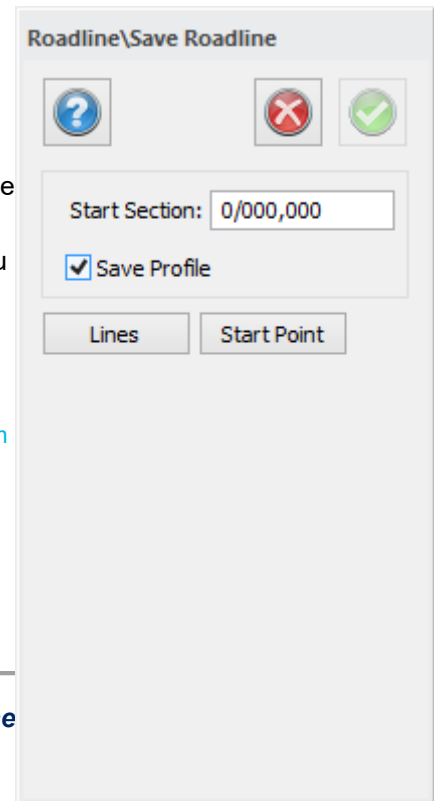 Roadline\Save Roadline
Start Section: 0/000,000
Save Profile
Lines Start Point